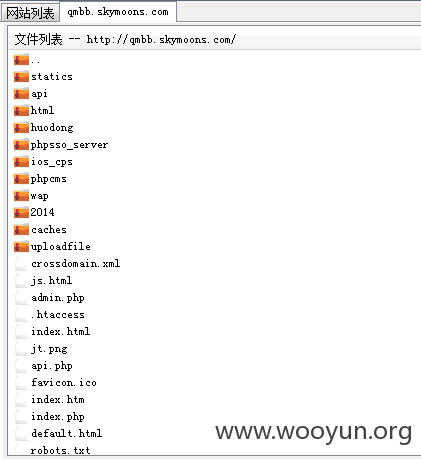 网站列表 qmbb.skymoons.com
文件列表 -- http://qmbb.skymoons.com/
..
statics
api
html
huodong
phpsso_server
ios_cps
phpcms
wap
2014
caches
uploadfile
crossdomain.xml
js.html
admin.php
.htaccess
index.html
jt.png
api.php
favicon.ico
index.htm
index.php
default.html
robots.txt
www.wooyun.org